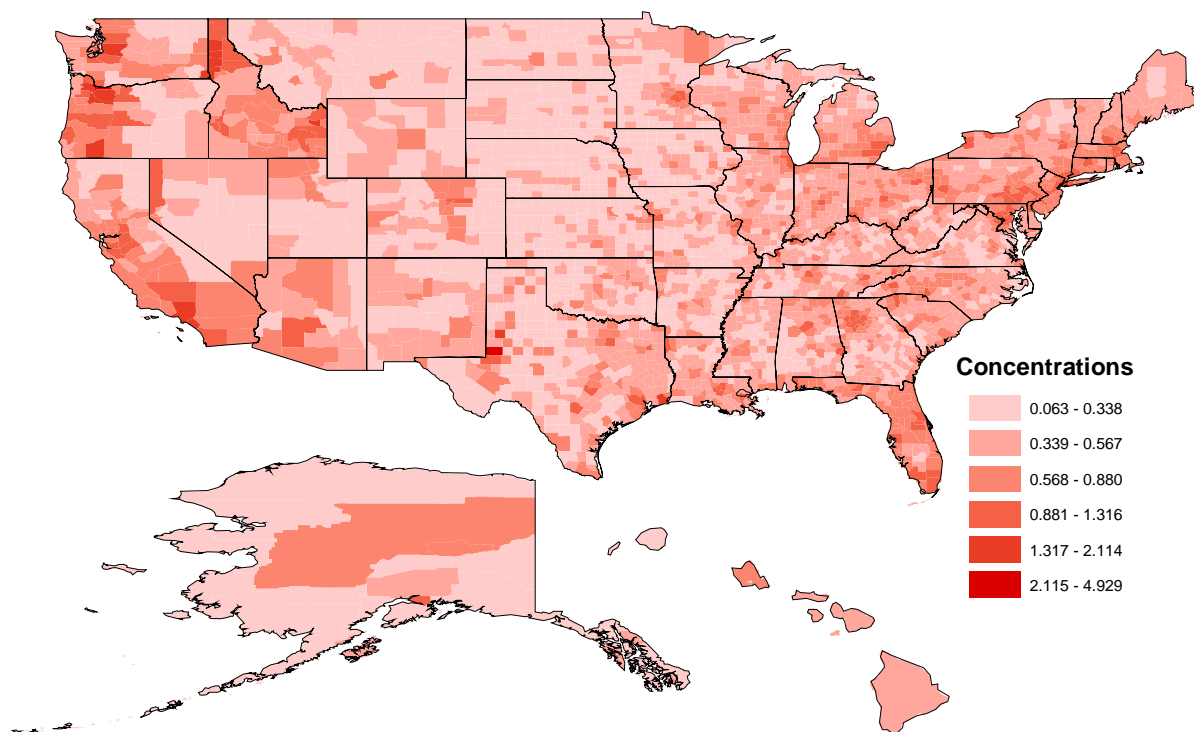 Concentrations
0.063 - 0.338
0.339 - 0.567
0.568 - 0.880
0.881 - 1.316
1.317 - 2.114
2.115 - 4.929